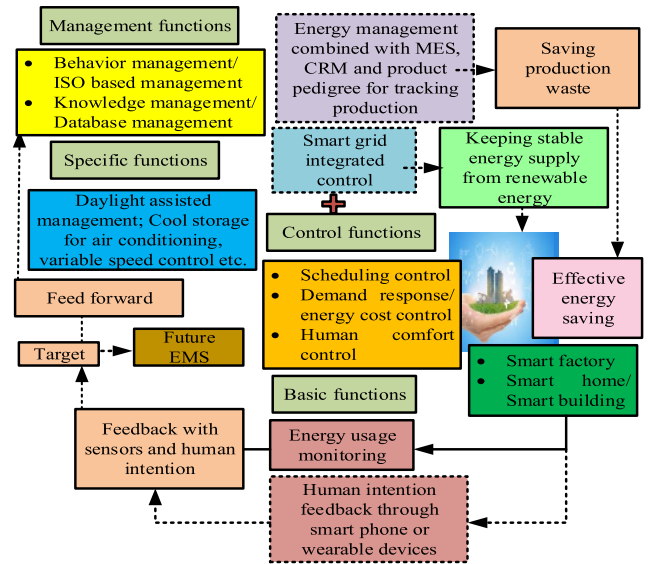 Management functions
• Behavior management/
ISO based management
• Knowledge management/
Database management
Specific functions
Daylight assisted
management; Cool storage
for air conditioning,
variable speed control etc.
Feed forward
Target
Future
EMS
Feedback with
sensors and human
intention
Energy management
combined with MES,
CRM and product
pedigree for tracking
production
Saving
production
waste
Smart grid
integrated
control
Keeping stable
energy supply
from renewable
energy
Control functions
• Scheduling control
• Demand response/
energy cost control
• Human comfort
control
Effective
energy
saving
• Smart factory
• Smart home/
Smart building
Basic functions
Energy usage
monitoring
Human intention
feedback through
smart phone or
wearable devices